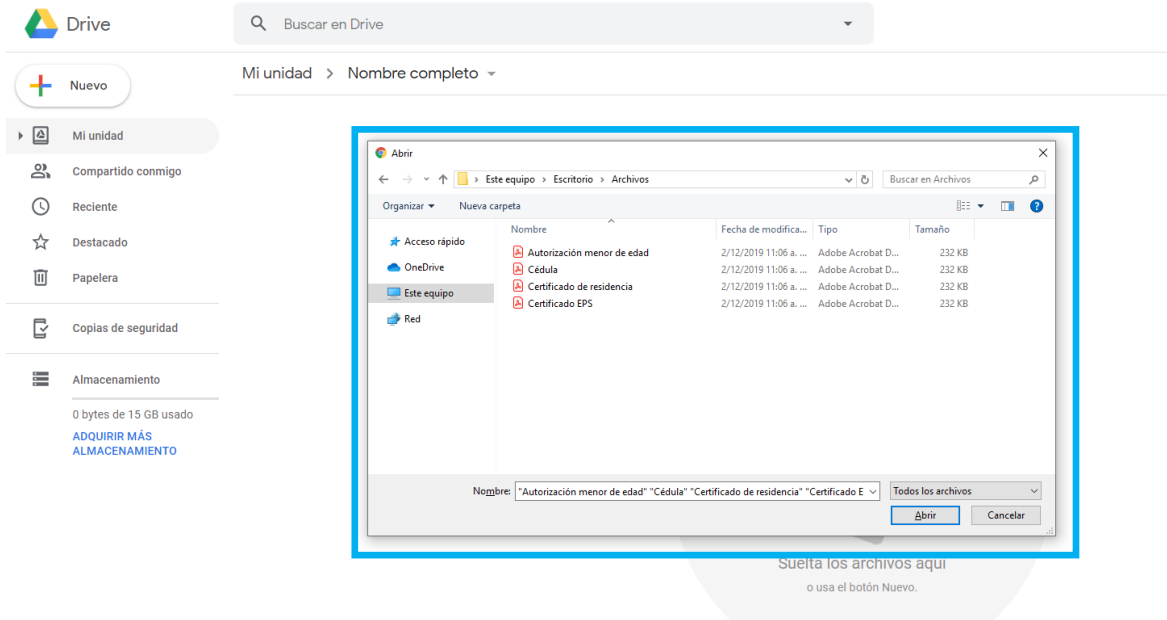 Drive
Buscar en Drive
Nuevo
Mi unidad > Nombre completo
Mi unidad
Compartido conmigo
Reciente
Destacado
Papelera
Copias de seguridad
Almacenamiento
0 bytes de 15 GB usado
ADQUIRIR MÁS
ALMACENAMIENTO
Abrir
Este equipo > Escritorio > Archivos
Buscar en Archivos
Organizar
Nueva carpeta
Acceso rápido
OneDrive
Este equipo
Red
Nombre Fecha de modifica... Tipo Tamaño
Autorización menor de edad 2/12/2019 11:06 a. ... Adobe Acrobat D... 232 KB
Cédula 2/12/2019 11:06 a. ... Adobe Acrobat D... 232 KB
Certificado de residencia 2/12/2019 11:06 a. ... Adobe Acrobat D... 232 KB
Certificado EPS 2/12/2019 11:06 a. ... Adobe Acrobat D... 232 KB
Nombre: "Autorización menor de edad" "Cédula" "Certificado de residencia" "Certificado E
Todos los archivos
Abrir
Cancelar
Suelta los archivos aquí
o usa el botón Nuevo.